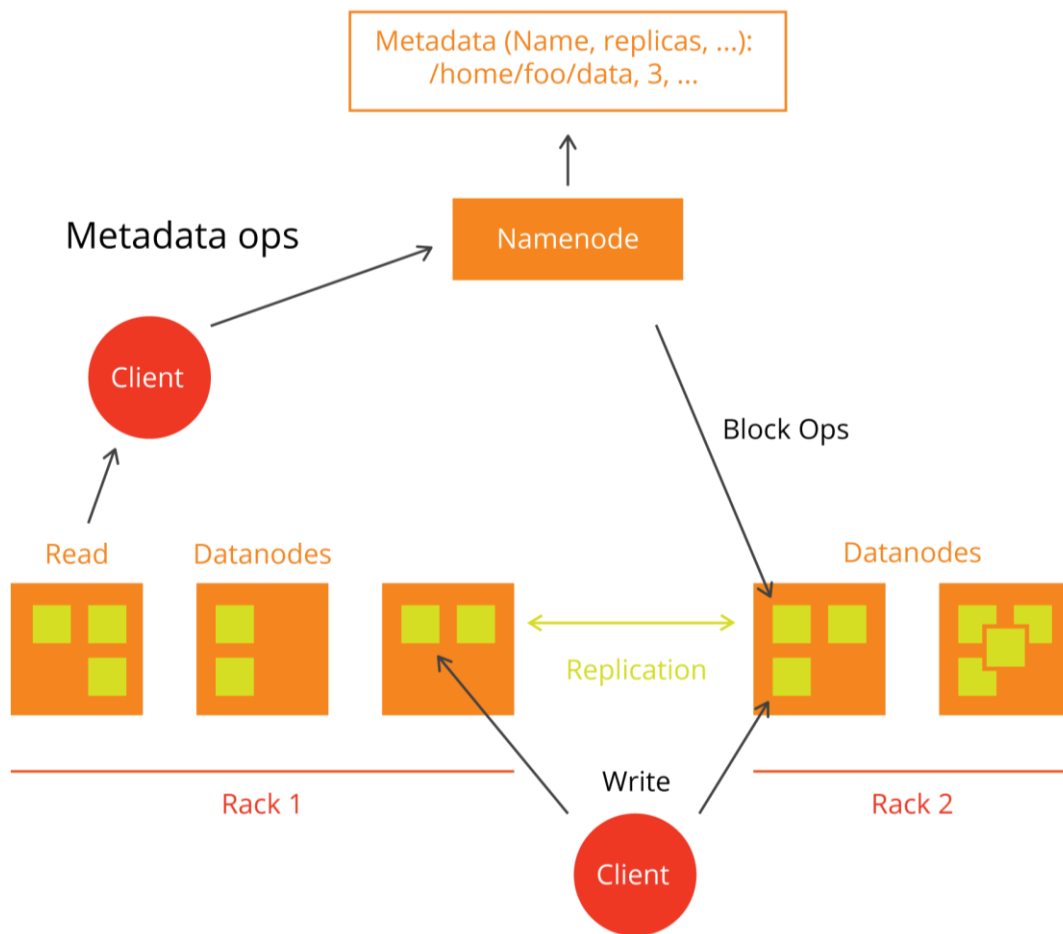 Metadata (Name, replicas, ...):
/home/foo/data, 3, ...
Metadata ops
Namenode
Client
Block Ops
Read
Datanodes
Datanodes
Replication
Write
Rack 1
Rack 2
Client